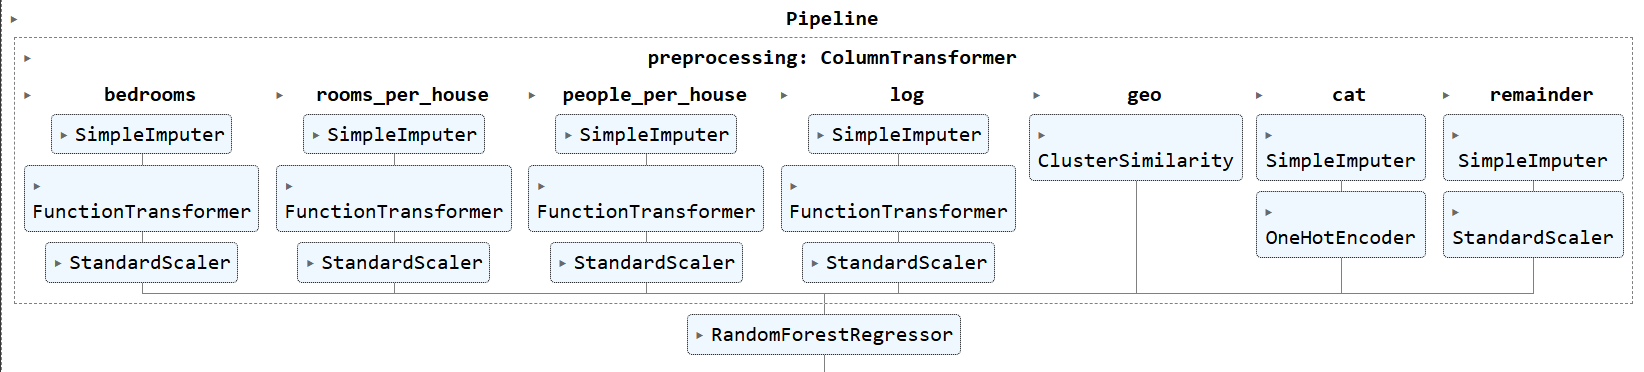 Pipeline
preprocessing: ColumnTransformer
bedrooms rooms_per_house people_per_house log geo cat remainder
SimpleImputer SimpleImputer SimpleImputer SimpleImputer ClusterSimilarity SimpleImputer SimpleImputer
FunctionTransformer FunctionTransformer FunctionTransformer FunctionTransformer OneHotEncoder StandardScaler
StandardScaler StandardScaler StandardScaler StandardScaler
RandomForestRegressor